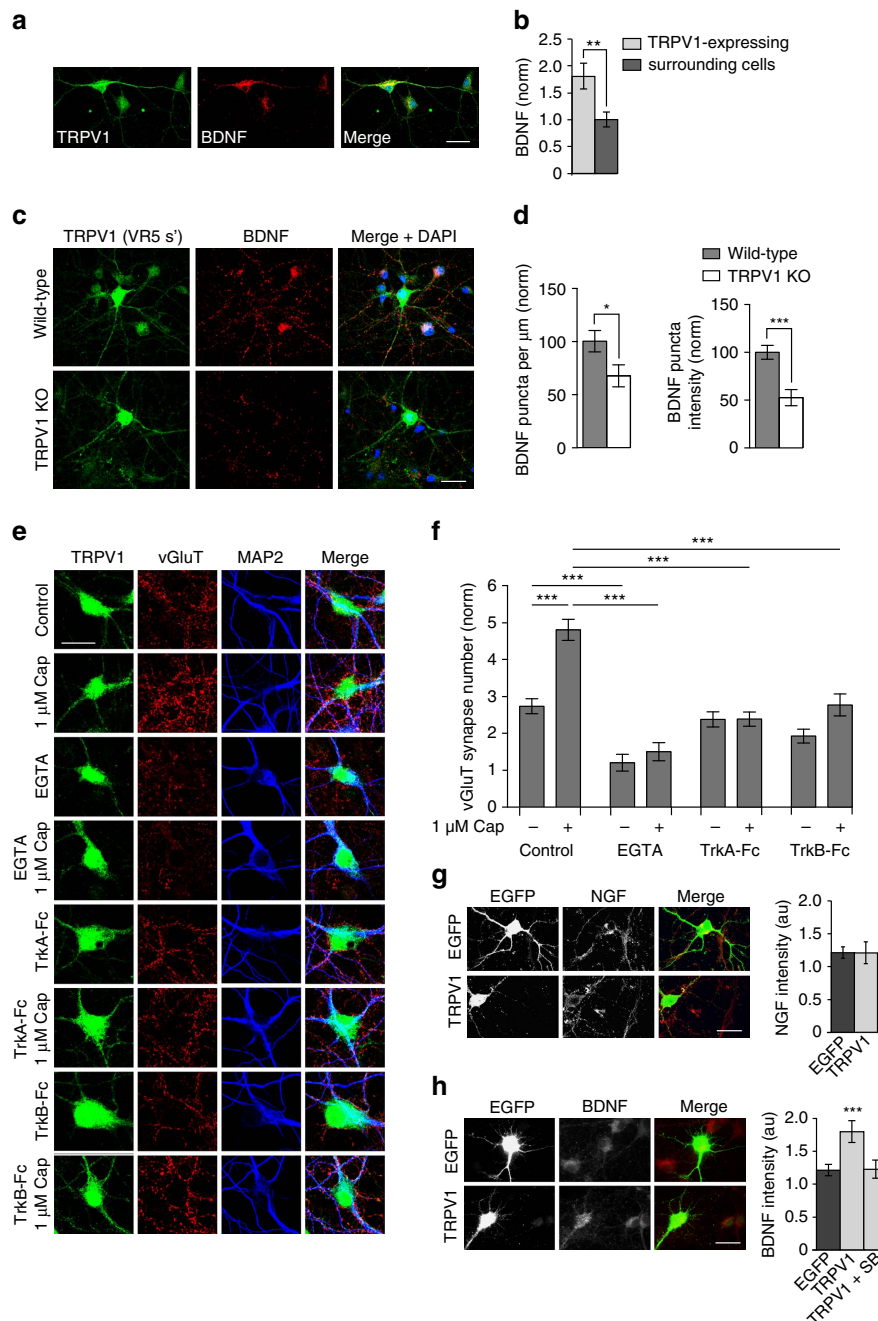 a
TRPV1
BDNF
Merge
b
BDNF (norm)
2.5
2.0
1.5
1.0
0.5
0.0
**
TRPV1-expressing
surrounding cells
c
TRPV1 (VR5 s')
BDNF
Merge + DAPI
Wild-type
TRPV1 KO
d
Wild-type
TRPV1 KO
BDNF puncta per µm (norm)
150
100
50
0
*
BDNF puncta
intensity (norm)
150
100
50
0
***
e
TRPV1
vGluT
MAP2
Merge
Control
1 µM Cap
EGTA
EGTA
1 µM Cap
TrkA-Fc
TrkA-Fc
1 µM Cap
TrkB-Fc
TrkB-Fc
1 µM Cap
f
***
***
***
*** ***
vGluT synapse number (norm)
6
5
4
3
2
1
0
1 µM Cap − + − + − + − +
Control EGTA TrkA-Fc TrkB-Fc
g
EGFP
NGF
Merge
EGFP
TRPV1
NGF intensity (au)
2.0
1.5
1.0
0.5
0
EGFP
TRPV1
h
EGFP
BDNF
Merge
EGFP
TRPV1
BDNF intensity (au)
2.0
1.5
1.0
0.5
0
***
EGFP
TRPV1
TRPV1 + SB